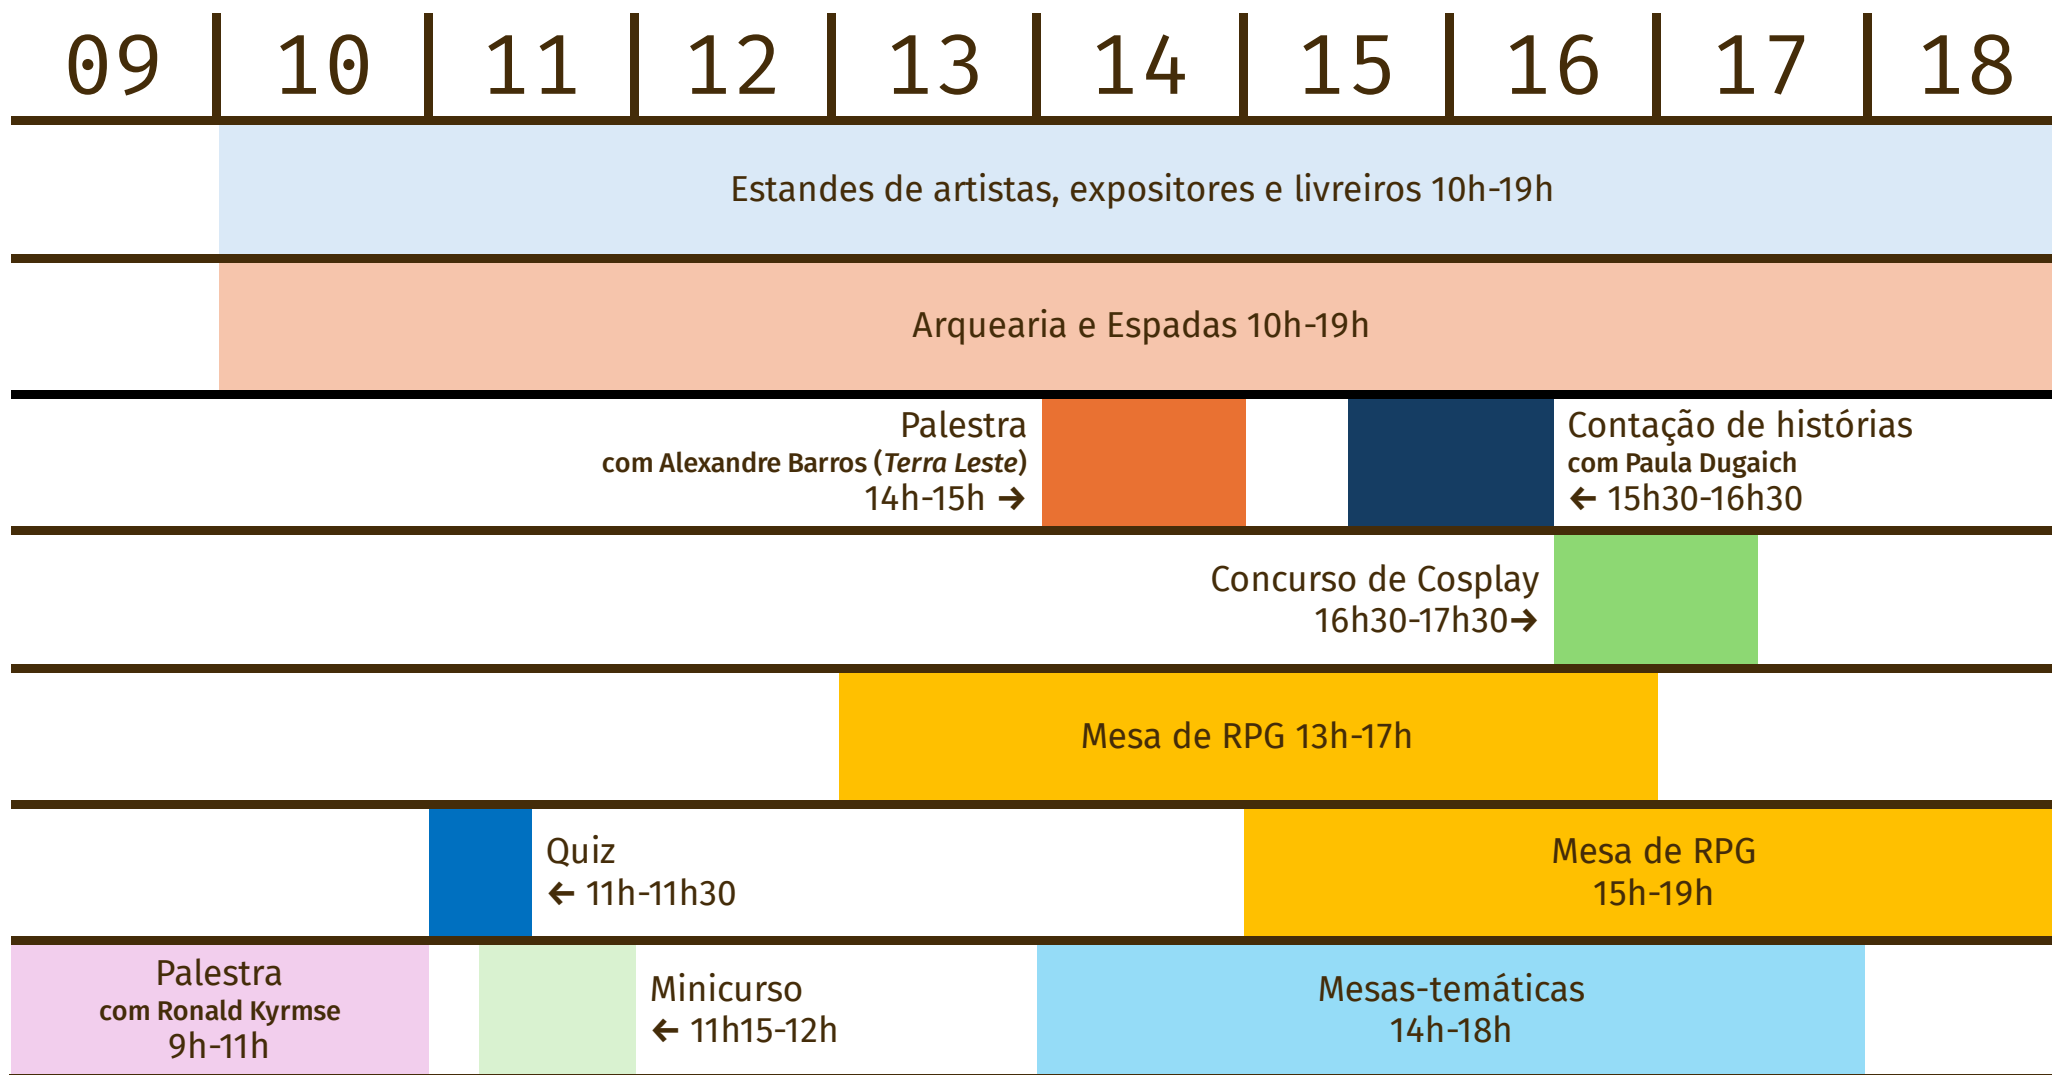 09 10 11 12 13 14 15 16 17 18
Estandes de artistas, expositores e livreiros 10h-19h
Arquearia e Espadas 10h-19h
Palestra
com Alexandre Barros (Terra Leste)
14h-15h →
Contação de histórias
com Paula Dugaich
← 15h30-16h30
Concurso de Cosplay
16h30-17h30→
Mesa de RPG 13h-17h
Quiz
← 11h-11h30
Mesa de RPG
15h-19h
Palestra
com Ronald Kyrmse
9h-11h
Minicurso
← 11h15-12h
Mesas-temáticas
14h-18h